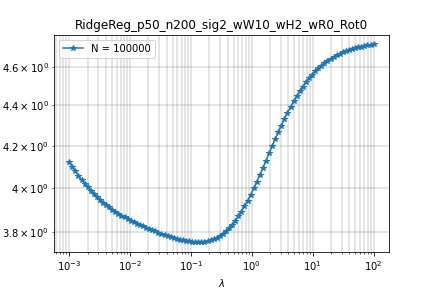 RidgeReg_p50_n200_sig2_wW10_wH2_wR0_Rot0
N = 100000
4.6 × 10⁰
4.4 × 10⁰
4.2 × 10⁰
4 × 10⁰
3.8 × 10⁰
10⁻³ 10⁻² 10⁻¹ 10⁰ 10¹ 10²
λ